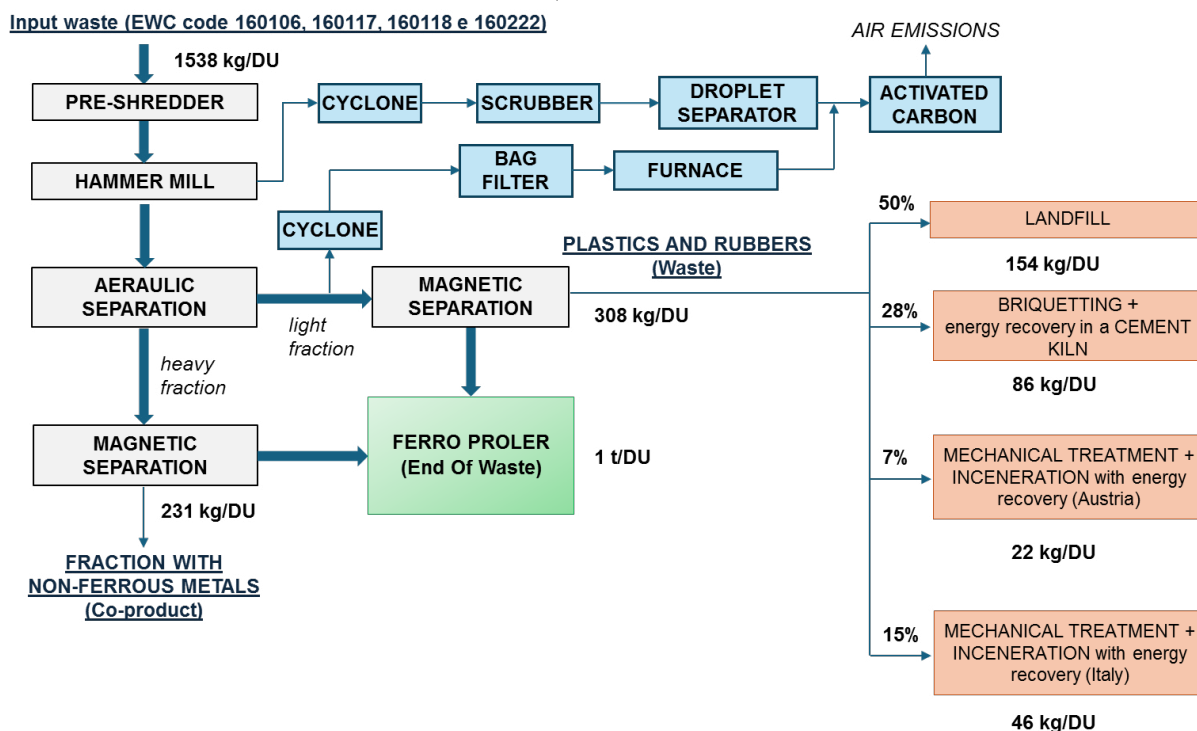 Input waste (EWC code 160106, 160117, 160118 e 160222)
1538 kg/DU
AIR EMISSIONS
PRE-SHREDDER
CYCLONE
SCRUBBER
DROPLET
SEPARATOR
ACTIVATED
CARBON
HAMMER MILL
BAG
FILTER
FURNACE
CYCLONE
AERAULIC
SEPARATION
light
fraction
MAGNETIC
SEPARATION
PLASTICS AND RUBBERS
(Waste)
308 kg/DU
50%
LANDFILL
154 kg/DU
28%
BRIQUETTING +
energy recovery in a CEMENT
KILN
86 kg/DU
heavy
fraction
MAGNETIC
SEPARATION
FERRO PROLER
(End Of Waste)
1 t/DU
7%
MECHANICAL TREATMENT +
INCENERATION with energy
recovery (Austria)
22 kg/DU
231 kg/DU
FRACTION WITH
NON-FERROUS METALS
(Co-product)
15%
MECHANICAL TREATMENT +
INCENERATION with energy
recovery (Italy)
46 kg/DU